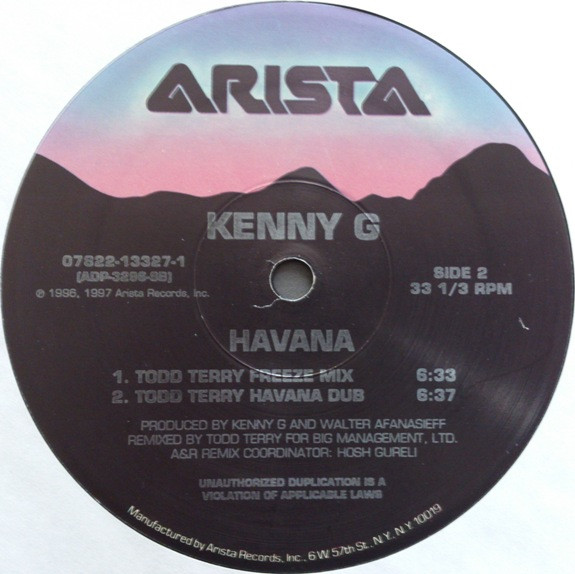 ARISTA
KENNY G
07822-13327-1
(ADP-3296-SB)
℗ 1996, 1997 Arista Records, Inc.
SIDE 2
33 1/3 RPM
HAVANA
1. TODD TERRY FREEZE MIX 6:33
2. TODD TERRY HAVANA DUB 6:37
PRODUCED BY KENNY G AND WALTER AFANASIEFF
REMIXED BY TODD TERRY FOR BIG MANAGEMENT, LTD.
A&R REMIX COORDINATOR: HOSH GURELI
UNAUTHORIZED DUPLICATION IS A
VIOLATION OF APPLICABLE LAWS
Manufactured by Arista Records, Inc., 6 W. 57th St., N.Y., N.Y. 10019